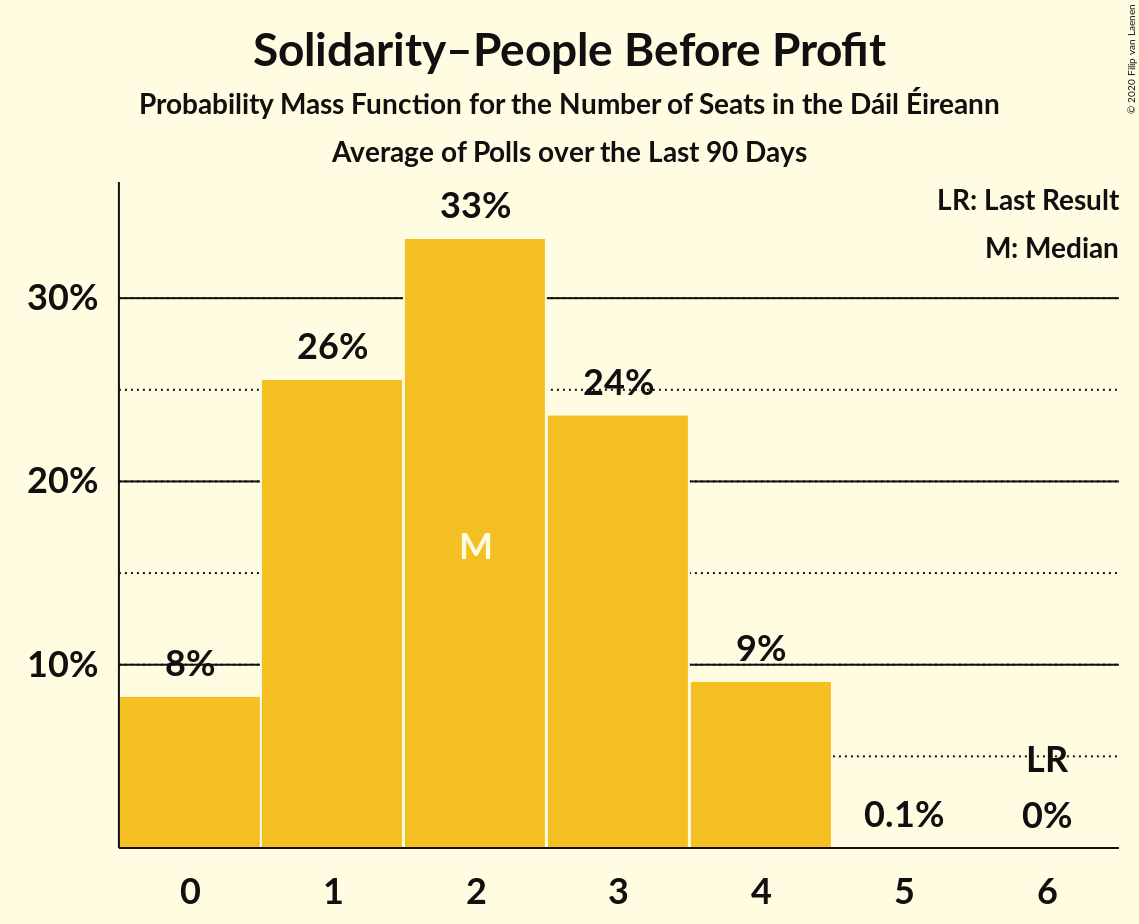 Solidarity–People Before Profit
Probability Mass Function for the Number of Seats in the Dáil Éireann
Average of Polls over the Last 90 Days
© 2020 Filip van Laenen
LR: Last Result
M: Median
33%
30%
26%
24%
20%
M
10%
8%
9%
LR
0.1%
0%
0 1 2 3 4 5 6